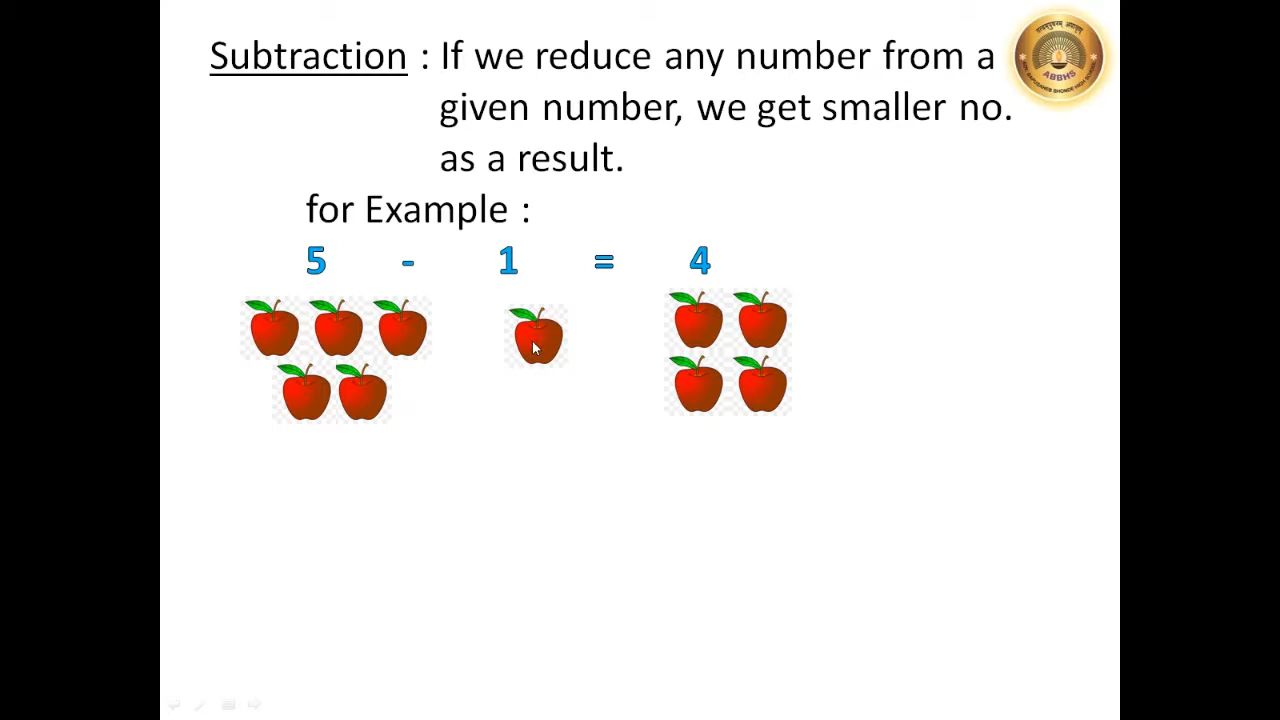 Subtraction : If we reduce any number from a
given number, we get smaller no.
as a result.
for Example :
5 - 1 = 4
ABBHS